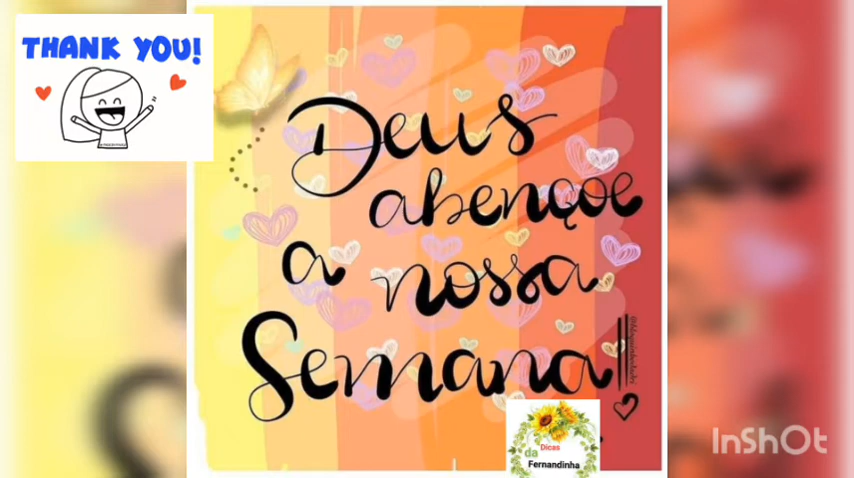 THANK YOU!
Deus
abençoe
a nossa
Semana!
Dicas
da
Fernandinha
InShOt